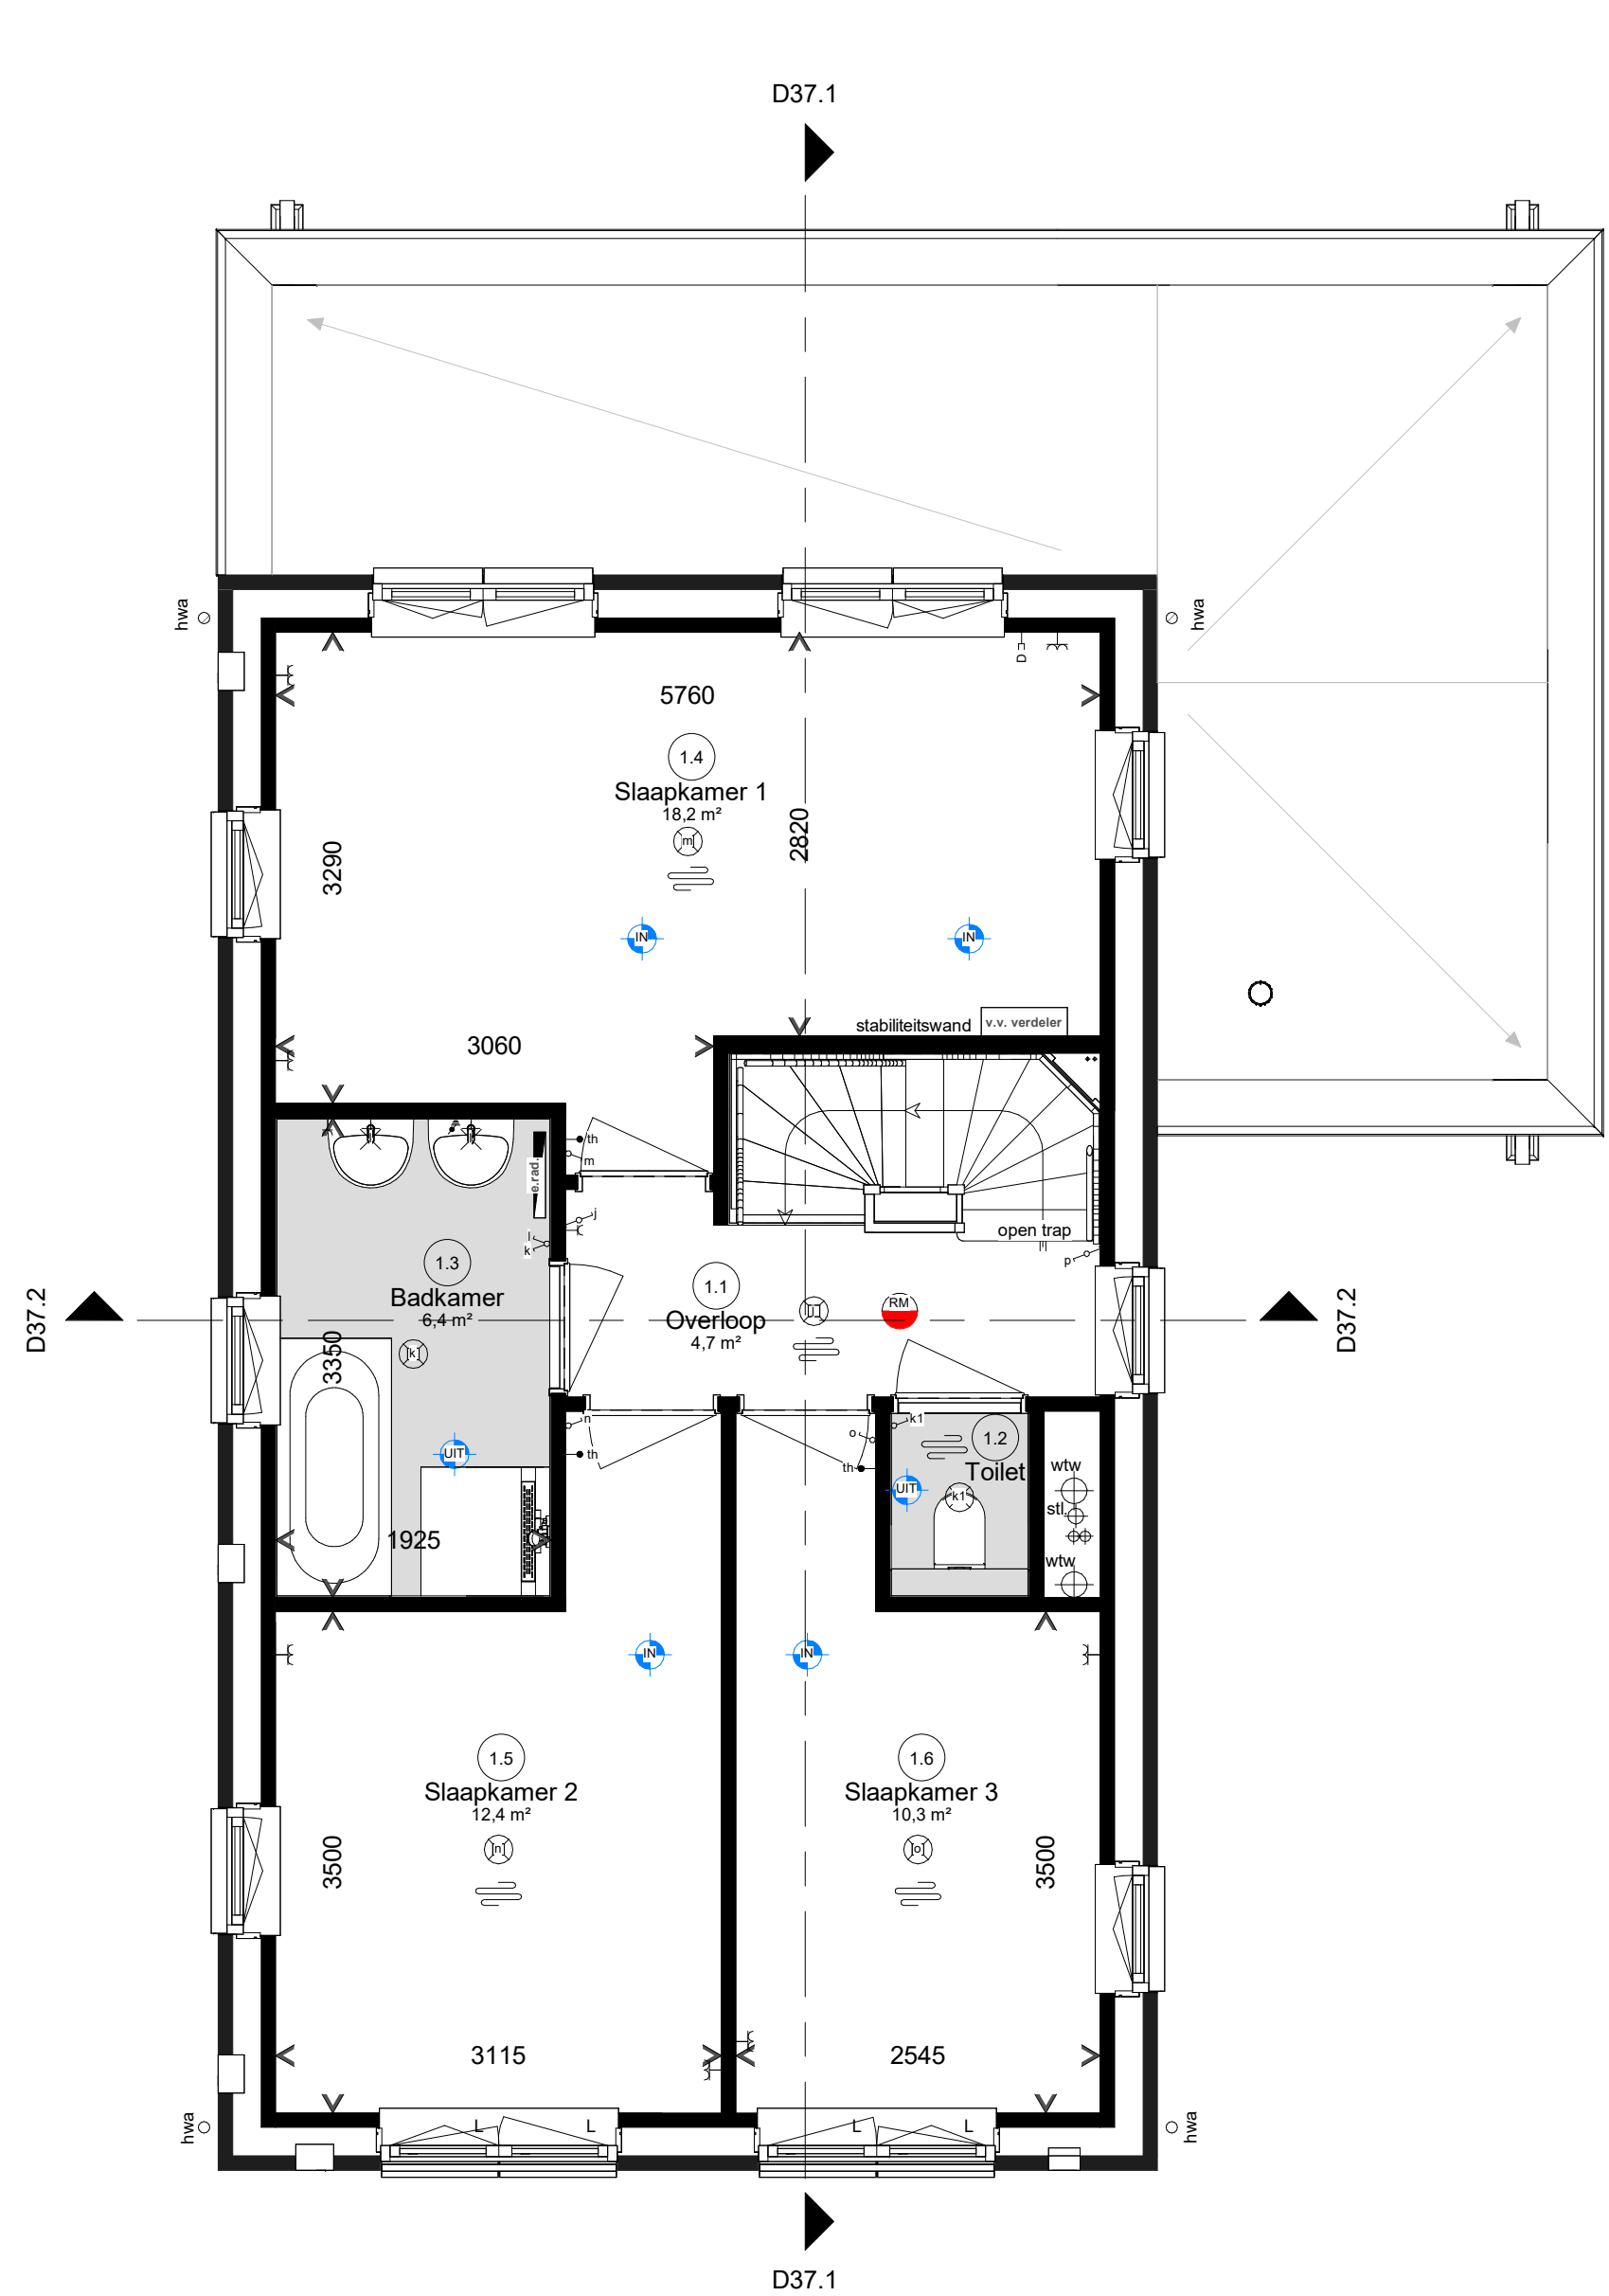 D37.1
hwa
hwa
D
5760
1.4
Slaapkamer 1
18,2 m²
m
3290
2820
IN
IN
stabiliteitswand
v.v. verdeler
3060
th
m
e.rad.
j
l
k
open trap
p
1.3
Badkamer
6,4 m²
k
3350
1.1
Overloop
4,7 m²
j
RM
D37.2
D37.2
n
th
o
th
k1
1.2
Toilet
k1
UIT
UIT
wtw
stl.
wtw
1925
IN
IN
1.5
Slaapkamer 2
12,4 m²
n
3500
1.6
Slaapkamer 3
10,3 m²
o
3500
3115
2545
L
L
L
L
hwa
hwa
D37.1